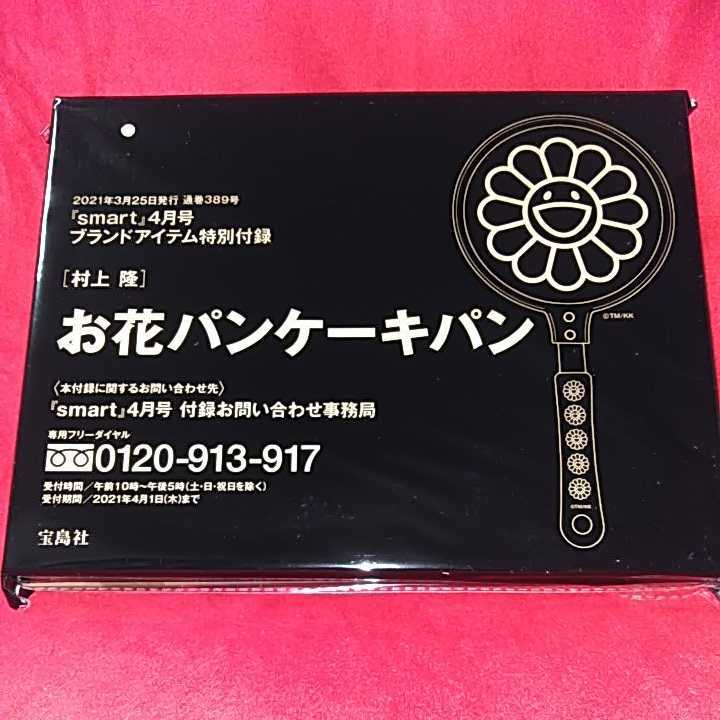 2021年3月25日発行 通巻389号
『smart』4月号
ブランドアイテム特別付録
[村上 隆]
お花パンケーキパン
©TM/KK
〈本付録に関するお問い合わせ先〉
『smart』4月号 付録お問い合わせ事務局
専用フリーダイヤル
0120-913-917
受付時間／午前10時～午後5時（土・日・祝日を除く）
受付期間／2021年4月1日（木）まで
©TM/KK
宝島社